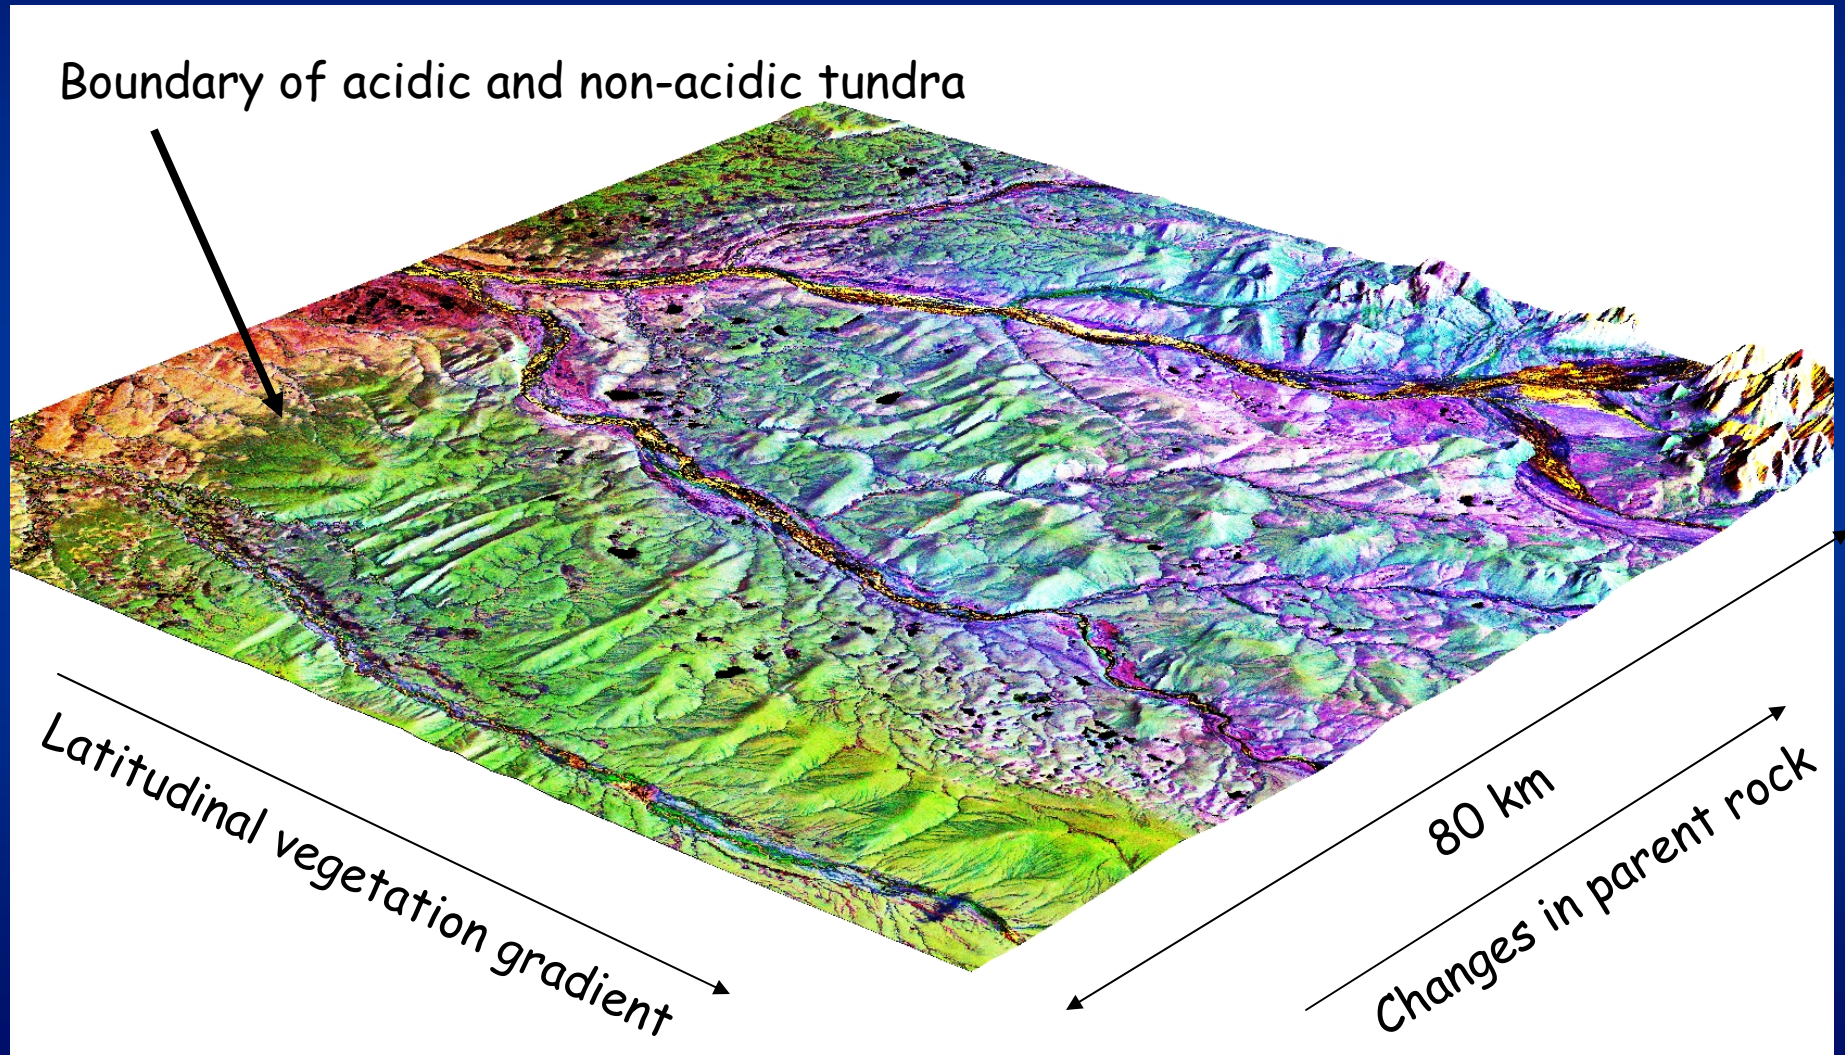 Boundary of acidic and non-acidic tundra
Latitudinal vegetation gradient
80 km
Changes in parent rock